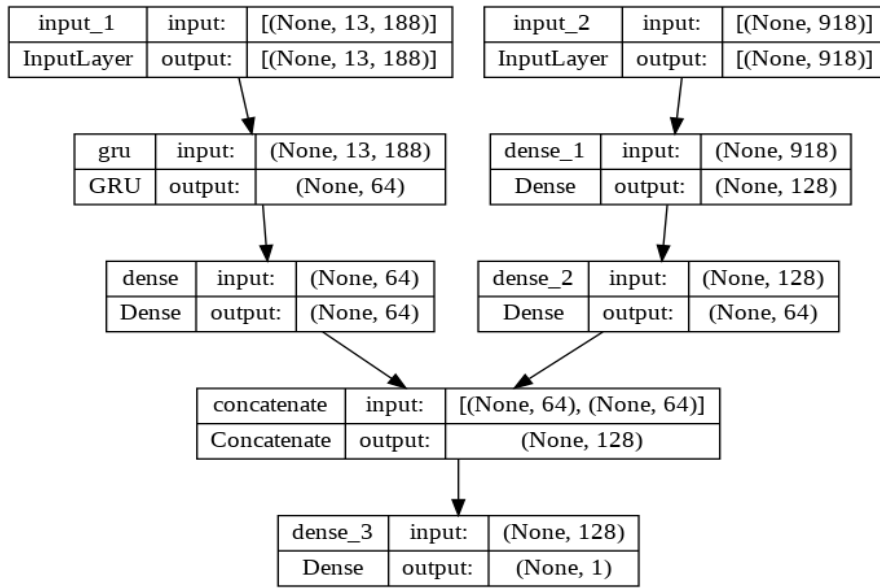 input_1 input: [(None, 13, 188)]
InputLayer output: [(None, 13, 188)]
input_2 input: [(None, 918)]
InputLayer output: [(None, 918)]
gru input: (None, 13, 188)
GRU output: (None, 64)
dense_1 input: (None, 918)
Dense output: (None, 128)
dense input: (None, 64)
Dense output: (None, 64)
dense_2 input: (None, 128)
Dense output: (None, 64)
concatenate input: [(None, 64), (None, 64)]
Concatenate output: (None, 128)
dense_3 input: (None, 128)
Dense output: (None, 1)